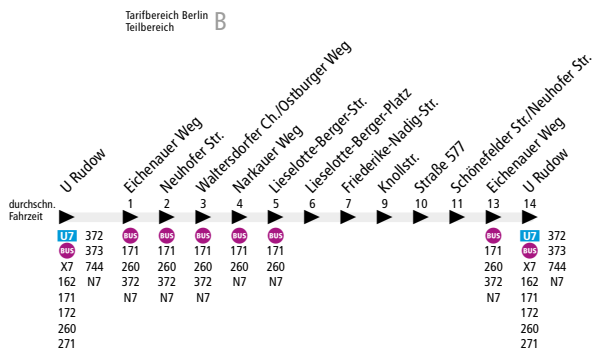 Tarifbereich Berlin
Teilbereich
B
U Rudow
Eichenauer Weg
Neuhofer Str.
Waltersdorfer Ch./Ostburger Weg
Narkauer Weg
Lieselotte-Berger-Str.
Lieselotte-Berger-Platz
Friederike-Nadig-Str.
Knollstr.
Straße 577
Schönefelder Str./Neuhofer Str.
Eichenauer Weg
U Rudow
durchschn. 1 2 3 4 5 6 7 9 10 11 13 14
Fahrzeit
U7 372 BUS BUS BUS BUS BUS BUS U7 372
BUS 373 171 171 171 171 171 171 BUS 373
X7 744 260 260 260 260 260 260 X7 744
162 N7 372 372 372 N7 372 162 N7
171 N7 N7 N7 N7 171
172 172
260 260
271 271